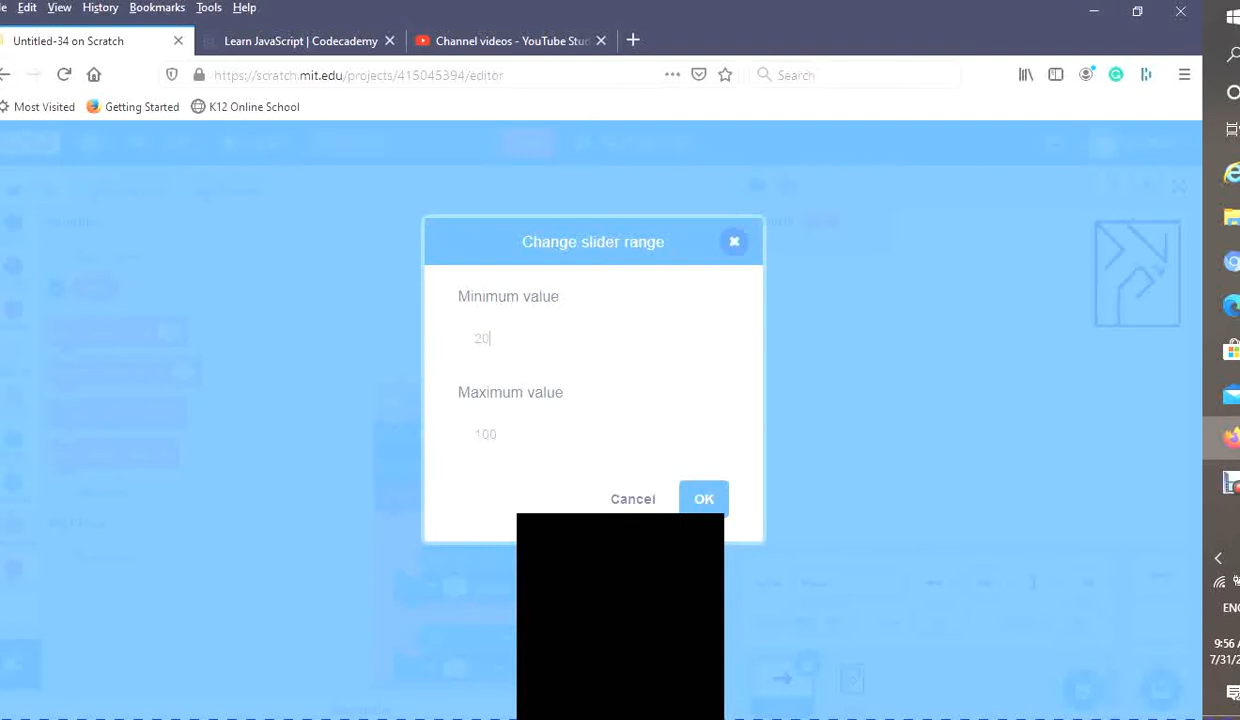 Edit View History Bookmarks Tools Help
Untitled-34 on Scratch
Learn JavaScript | Codecademy
Channel videos - YouTube Stu
https://scratch.mit.edu/projects/415045394/editor
Search
Most Visited
Getting Started
K12 Online School
Change slider range
Minimum value
20
Maximum value
100
Cancel
OK
ENG
9:56
7/31/2